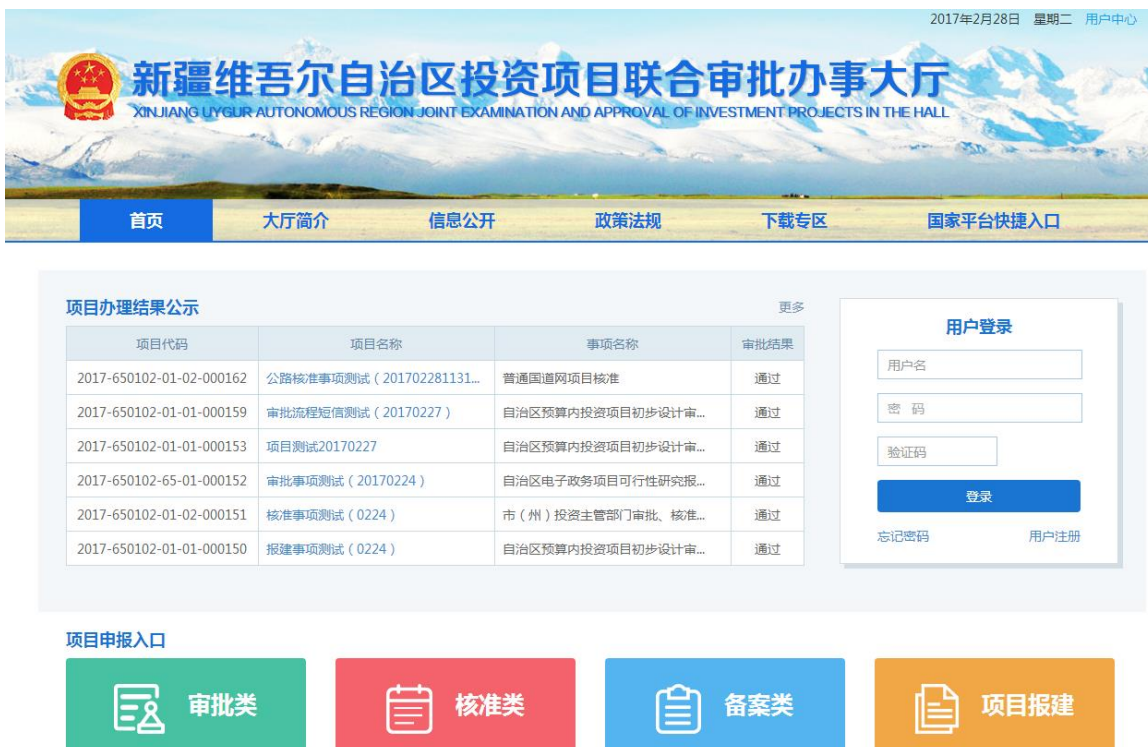 2017年2月28日 星期二 用户中心
新疆维吾尔自治区投资项目联合审批办事大厅
XINJIANG UYGUR AUTONOMOUS REGION JOINT EXAMINATION AND APPROVAL OF INVESTMENT PROJECTS IN THE HALL
首页 大厅简介 信息公开 政策法规 下载专区 国家平台快捷入口
项目办理结果公示 更多
项目代码 项目名称 事项名称 审批结果
2017-650102-01-02-000162 公路核准事项测试（201702281131... 普通国道网项目核准 通过
2017-650102-01-01-000159 审批流程短信测试（20170227） 自治区预算内投资项目初步设计审... 通过
2017-650102-01-01-000153 项目测试20170227 自治区预算内投资项目初步设计审... 通过
2017-650102-65-01-000152 审批事项测试（20170224） 自治区电子政务项目可行性研究报... 通过
2017-650102-01-02-000151 核准事项测试（0224） 市（州）投资主管部门审批、核准... 通过
2017-650102-01-01-000150 报建事项测试（0224） 自治区预算内投资项目初步设计审... 通过
用户登录
用户名
密 码
验证码
登录
忘记密码 用户注册
项目申报入口
审批类 核准类 备案类 项目报建